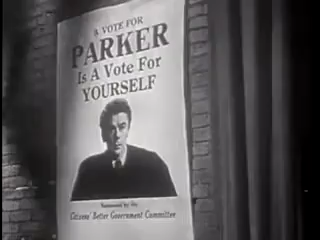 A VOTE FOR
PARKER
Is A Vote For
YOURSELF
Sponsored by the
Citizens' Better Government Committee